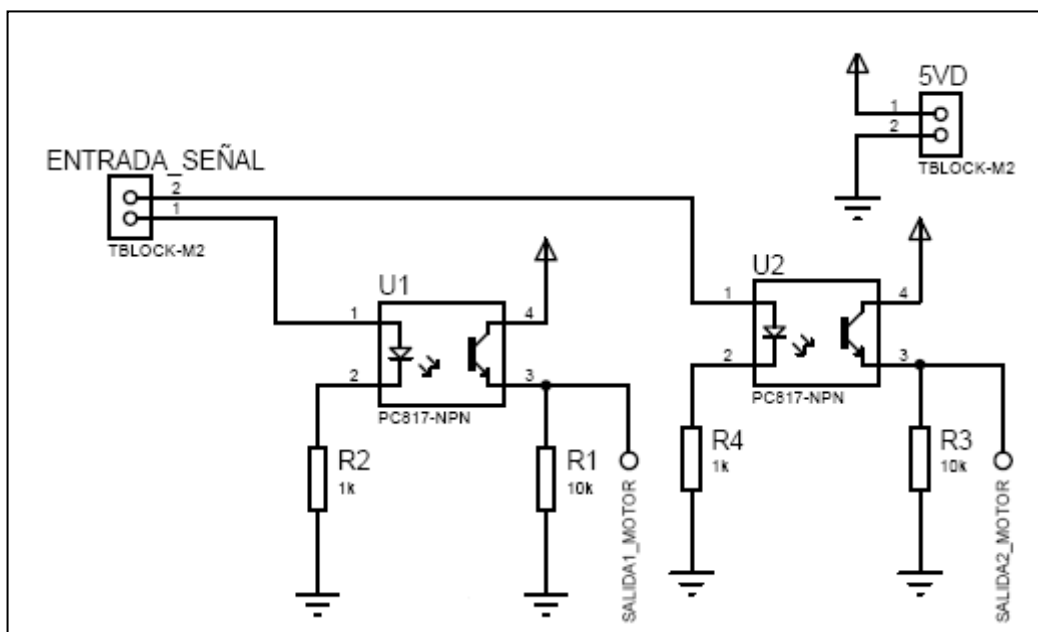 5VD
1
2
TBLOCK-M2
ENTRADA_SEÑAL
2
1
TBLOCK-M2
U1
1
4
2
3
PC817-NPN
U2
1
4
2
3
PC817-NPN
R2
1k
R1
10k
SALIDA1_MOTOR
R4
1k
R3
10k
SALIDA2_MOTOR